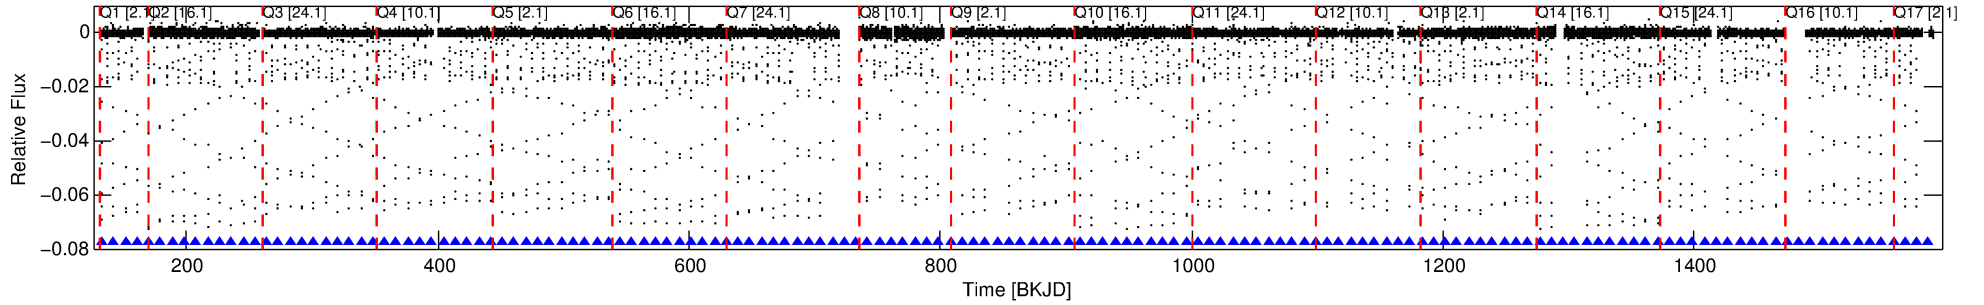 Q1 [2.1] Q2 [16.1] Q3 [24.1] Q4 [10.1] Q5 [2.1] Q6 [16.1] Q7 [24.1] Q8 [10.1] Q9 [2.1] Q10 [16.1] Q11 [24.1] Q12 [10.1] Q13 [2.1] Q14 [16.1] Q15 [24.1] Q16 [10.1] Q17 [2.1]
0
−0.02
−0.04
−0.06
−0.08
Relative Flux
200 400 600 800 1000 1200 1400
Time [BKJD]